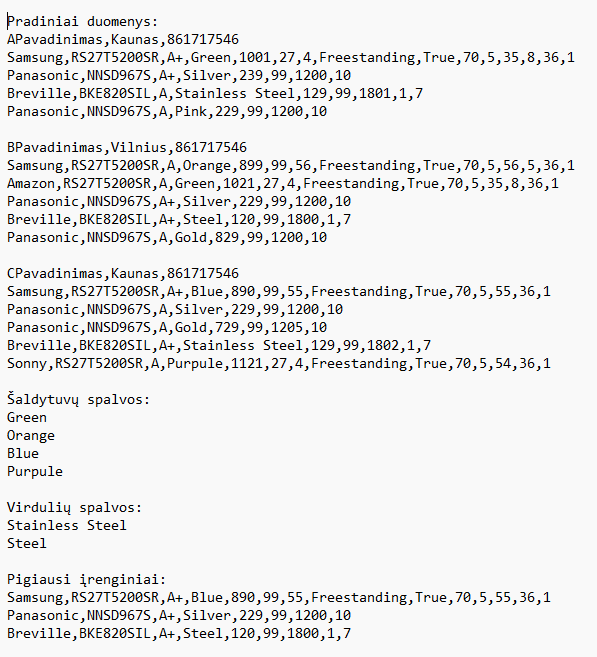 Pradiniai duomenys:
APavadinimas,Kaunas,861717546
Samsung,RS27T5200SR,A+,Green,1001,27,4,Freestanding,True,70,5,35,8,36,1
Panasonic,NNSD967S,A+,Silver,239,99,1200,10
Breville,BKE820SIL,A,Stainless Steel,129,99,1801,1,7
Panasonic,NNSD967S,A,Pink,229,99,1200,10
BPavadinimas,Vilnius,861717546
Samsung,RS27T5200SR,A,Orange,899,99,56,Freestanding,True,70,5,56,5,36,1
Amazon,RS27T5200SR,A,Green,1021,27,4,Freestanding,True,70,5,35,8,36,1
Panasonic,NNSD967S,A+,Silver,229,99,1200,10
Breville,BKE820SIL,A+,Steel,120,99,1800,1,7
Panasonic,NNSD967S,A,Gold,829,99,1200,10
CPavadinimas,Kaunas,861717546
Samsung,RS27T5200SR,A+,Blue,890,99,55,Freestanding,True,70,5,55,36,1
Panasonic,NNSD967S,A,Silver,229,99,1200,10
Panasonic,NNSD967S,A,Gold,729,99,1205,10
Breville,BKE820SIL,A+,Stainless Steel,129,99,1802,1,7
Sonny,RS27T5200SR,A,Purpule,1121,27,4,Freestanding,True,70,5,54,36,1
Šaldytuvų spalvos:
Green
Orange
Blue
Purpule
Virdulių spalvos:
Stainless Steel
Steel
Pigiausi įrenginiai:
Samsung,RS27T5200SR,A+,Blue,890,99,55,Freestanding,True,70,5,55,36,1
Panasonic,NNSD967S,A+,Silver,229,99,1200,10
Breville,BKE820SIL,A+,Steel,120,99,1800,1,7